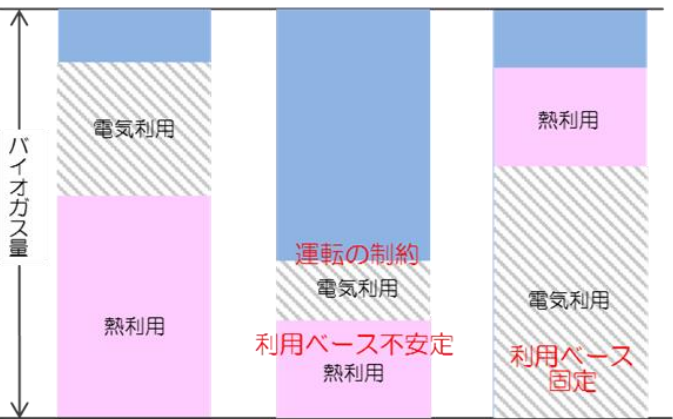 バイオガス量
電気利用
熱利用
運転の制約
電気利用
利用ベース不安定
熱利用
熱利用
電気利用
利用ベース
固定